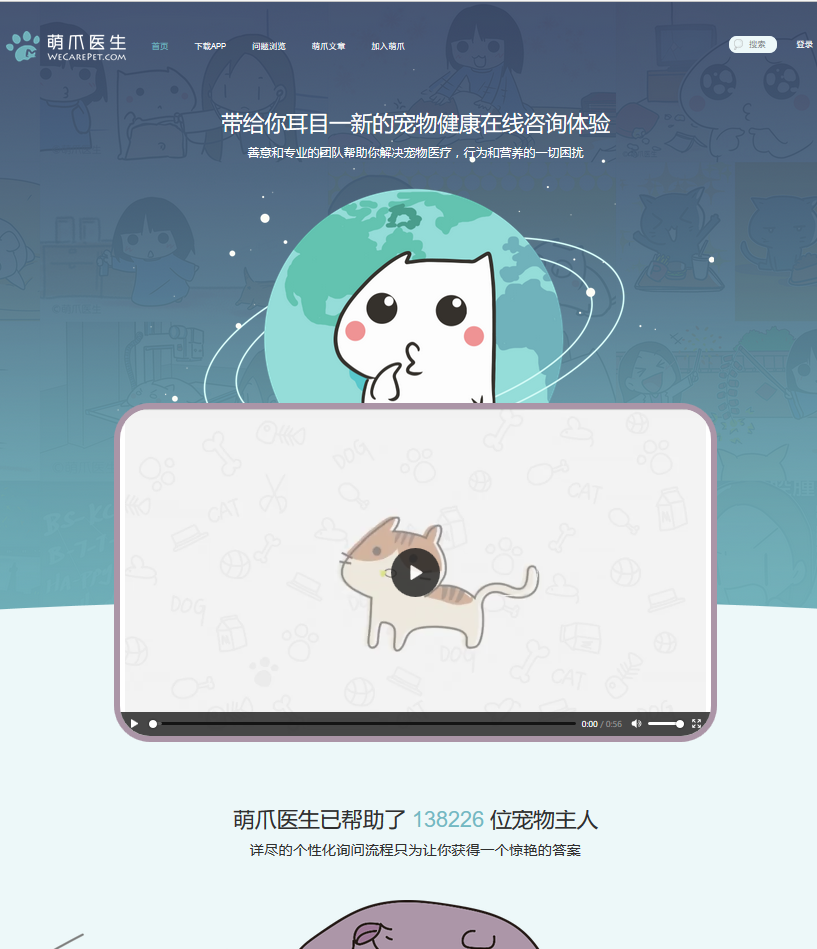 萌爪医生
WECAREPET.COM
首页
下载APP
问题浏览
萌爪文章
加入萌爪
搜索
登录
带给你耳目一新的宠物健康在线咨询体验
善意和专业的团队帮助你解决宠物医疗，行为和营养的一切困扰
DOG
CAT
CAT
DOG
DOG
CAT
0:00 / 0:56
萌爪医生已帮助了 138226 位宠物主人
详尽的个性化询问流程只为让你获得一个惊艳的答案